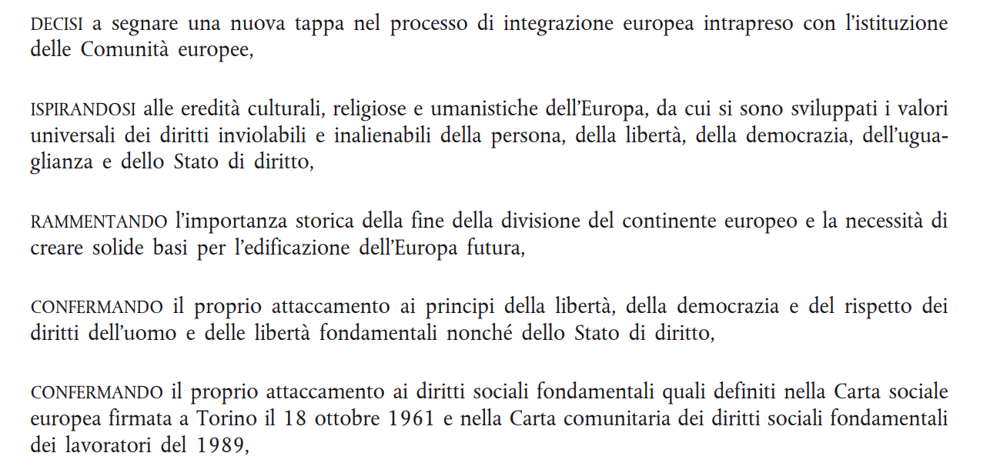 DECISI a segnare una nuova tappa nel processo di integrazione europea intrapreso con l’istituzione
delle Comunità europee,
ISPIRANDOSI alle eredità culturali, religiose e umanistiche dell’Europa, da cui si sono sviluppati i valori
universali dei diritti inviolabili e inalienabili della persona, della libertà, della democrazia, dell’ugua-
glianza e dello Stato di diritto,
RAMMENTANDO l’importanza storica della fine della divisione del continente europeo e la necessità di
creare solide basi per l’edificazione dell’Europa futura,
CONFERMANDO il proprio attaccamento ai principi della libertà, della democrazia e del rispetto dei
diritti dell’uomo e delle libertà fondamentali nonché dello Stato di diritto,
CONFERMANDO il proprio attaccamento ai diritti sociali fondamentali quali definiti nella Carta sociale
europea firmata a Torino il 18 ottobre 1961 e nella Carta comunitaria dei diritti sociali fondamentali
dei lavoratori del 1989,